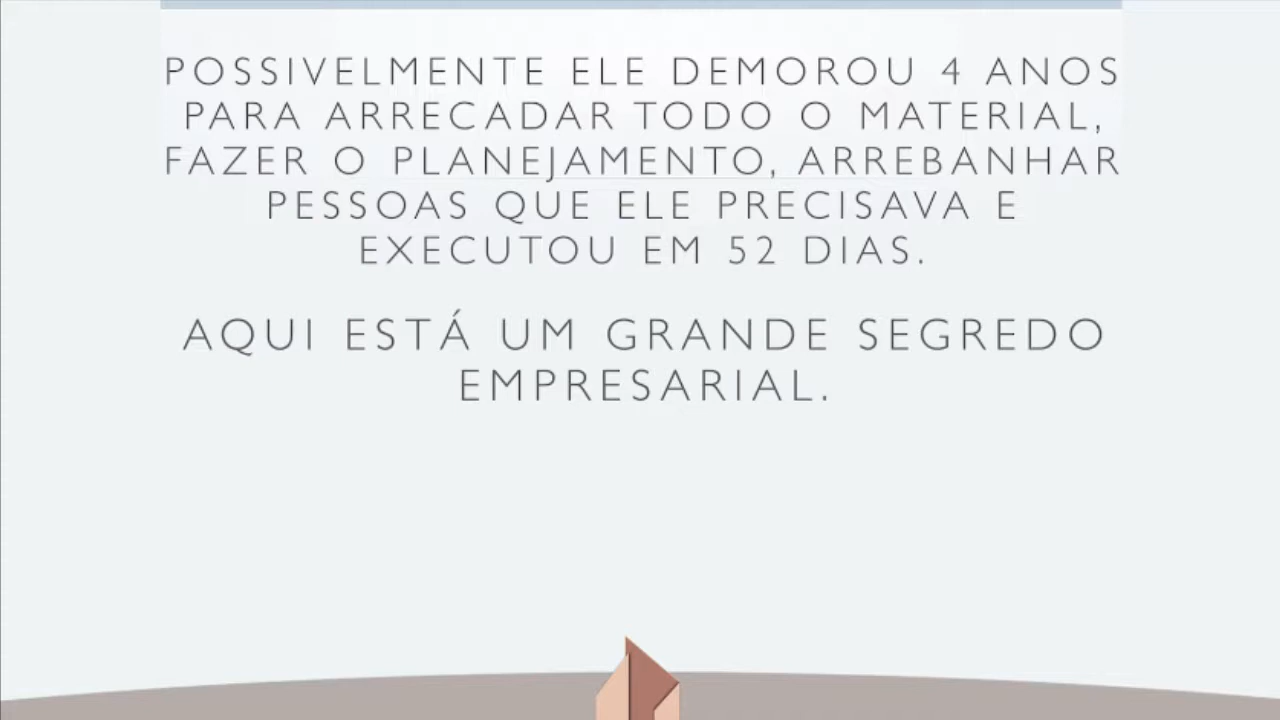 POSSIVELMENTE ELE DEMOROU 4 ANOS
PARA ARRECADAR TODO O MATERIAL,
FAZER O PLANEJAMENTO, ARREBANHAR
PESSOAS QUE ELE PRECISAVA E
EXECUTOU EM 52 DIAS.
AQUI ESTÁ UM GRANDE SEGREDO
EMPRESARIAL.